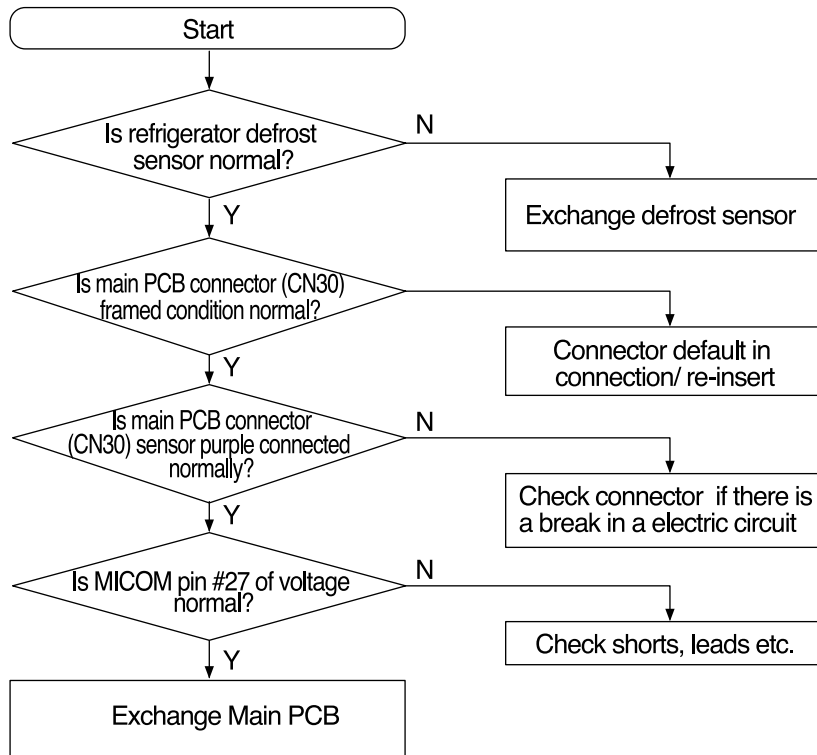 Start
Is refrigerator defrost
sensor normal?
N
Exchange defrost sensor
Y
Is main PCB connector (CN30)
framed condition normal?
Connector default in
connection/ re-insert
Y
Is main PCB connector
(CN30) sensor purple connected
normally?
N
Check connector if there is
a break in a electric circuit
Y
Is MICOM pin #27 of voltage
normal?
N
Check shorts, leads etc.
Y
Exchange Main PCB